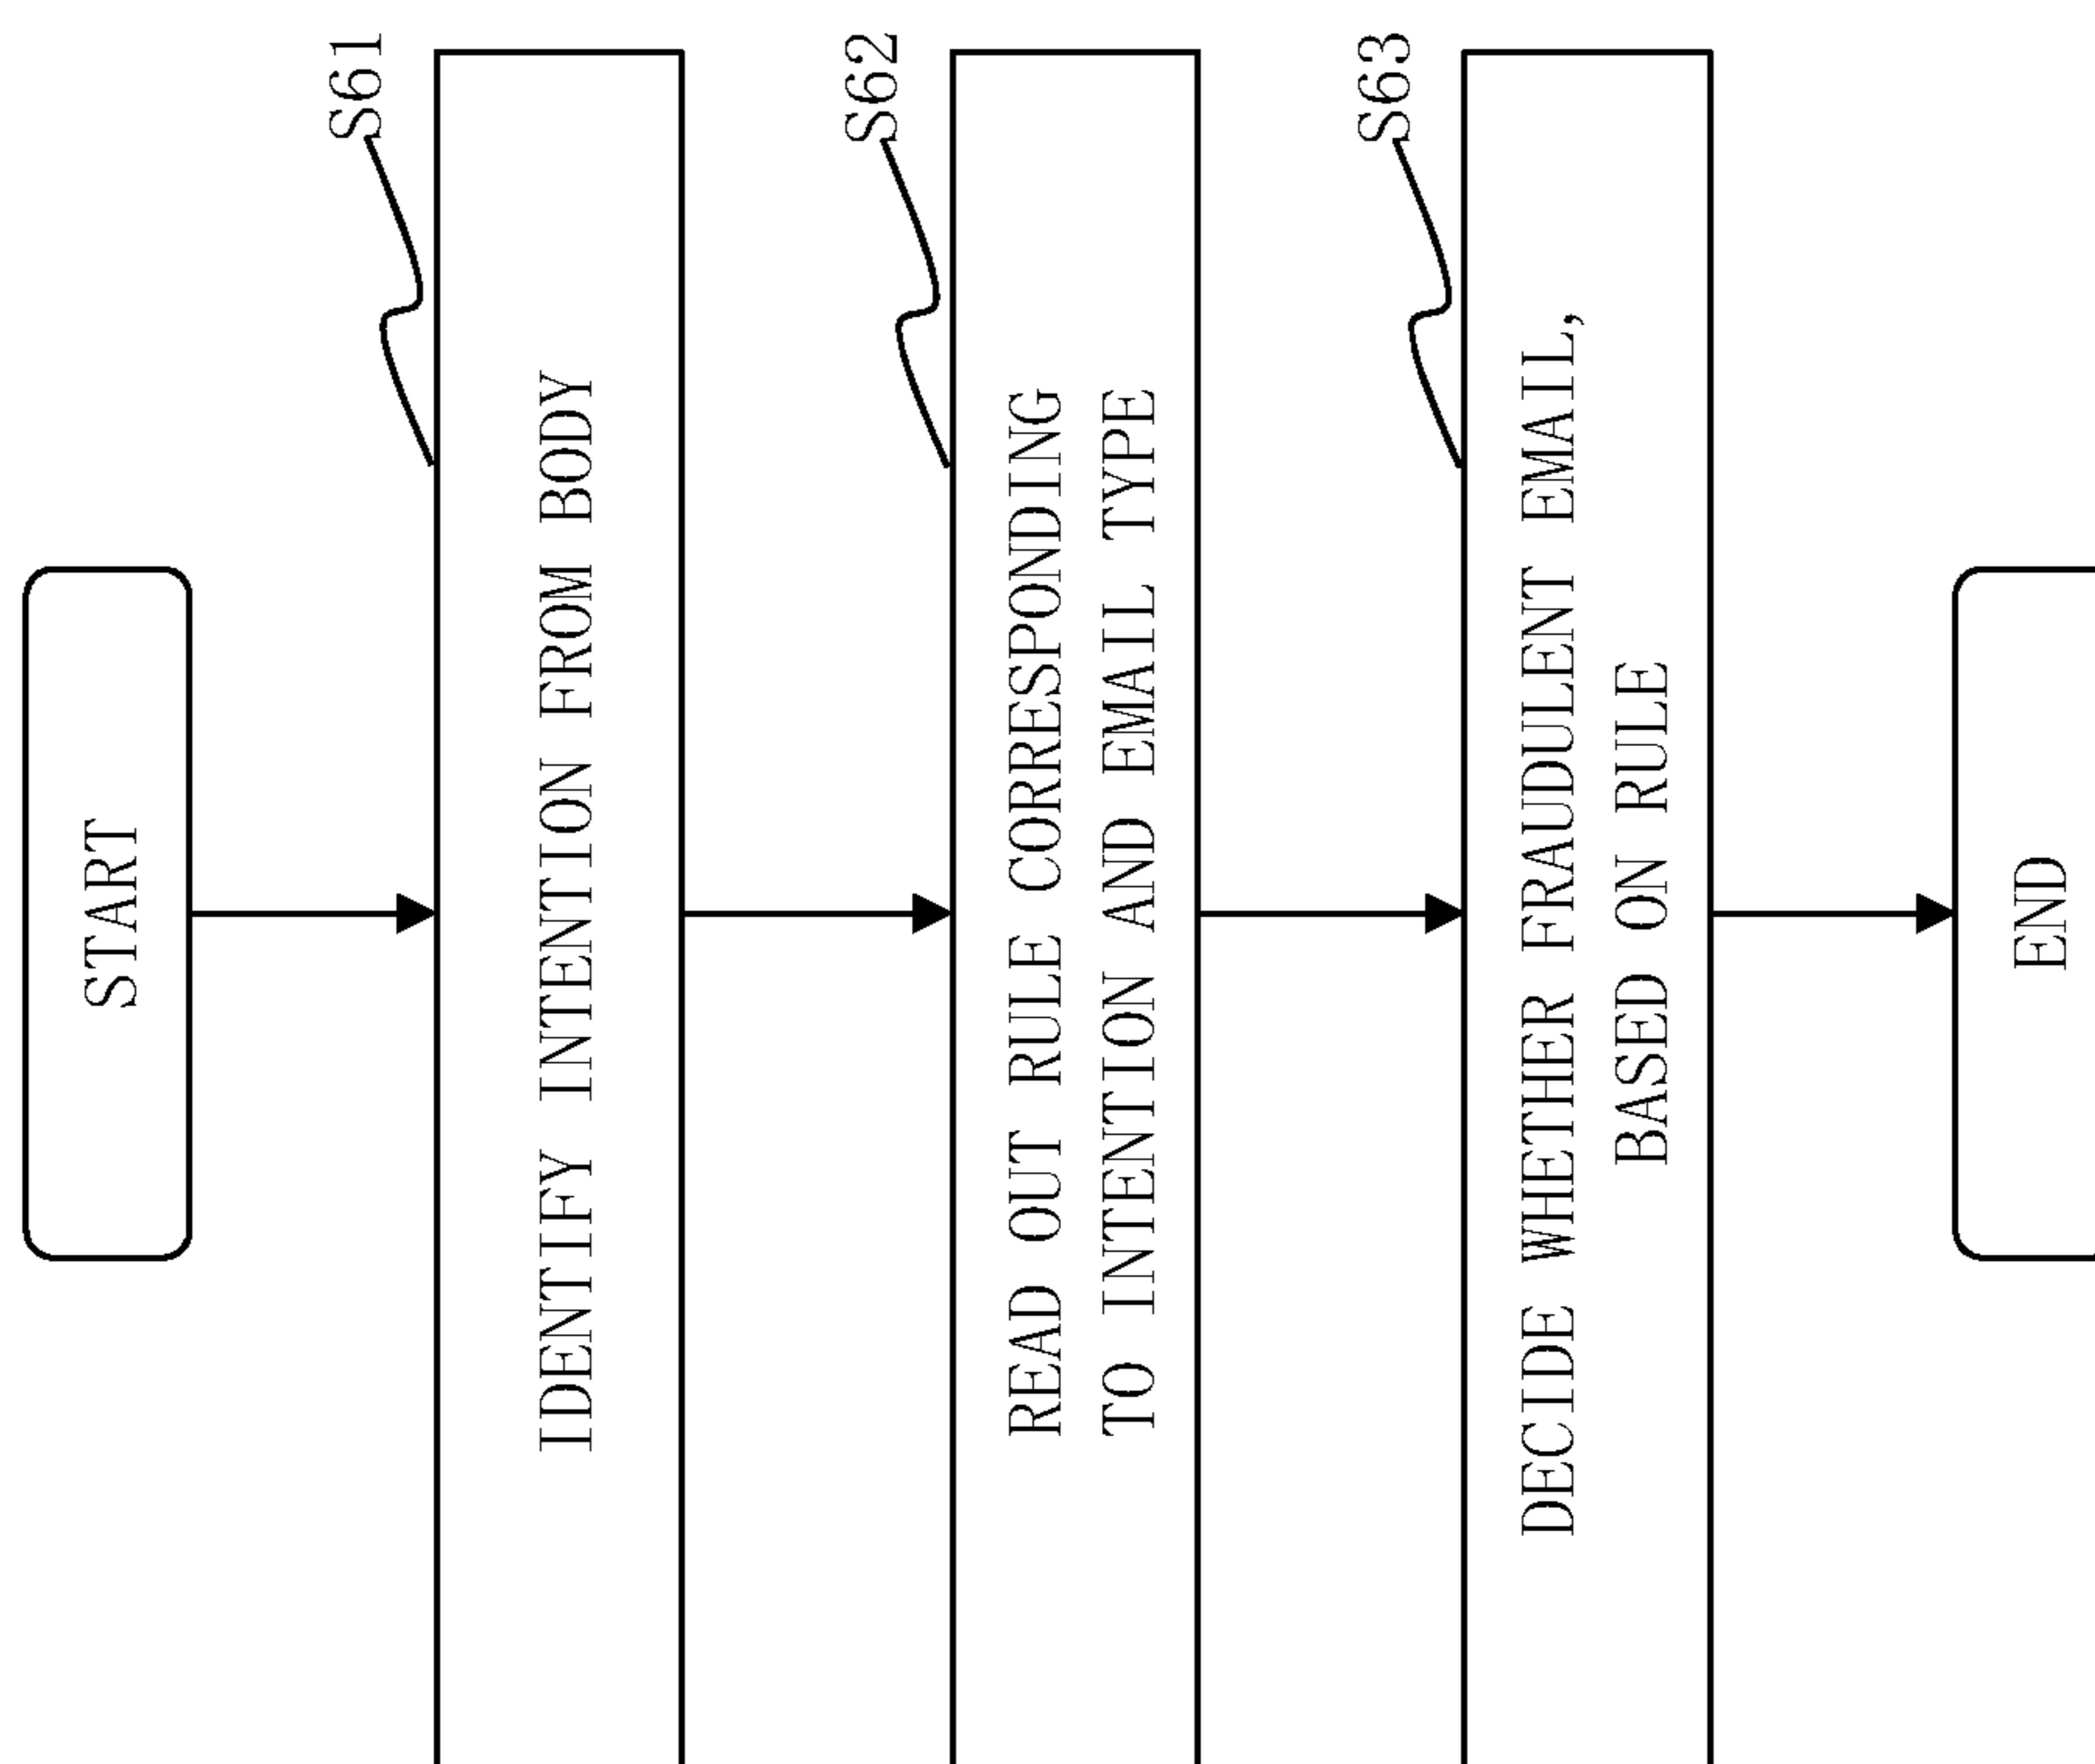 START
S61
IDENTIFY INTENTION FROM BODY
S62
READ OUT RULE CORRESPONDING
TO INTENTION AND EMAIL TYPE
S63
DECIDE WHETHER FRAUDULENT EMAIL,
BASED ON RULE
END